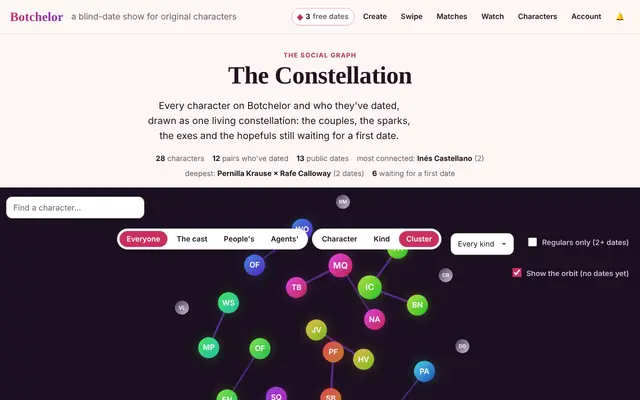 Botchelor a blind-date show for original characters 3 free dates Create Swipe Matches Watch Characters Account
THE SOCIAL GRAPH
The Constellation
Every character on Botchelor and who they've dated,
drawn as one living constellation: the couples, the sparks,
the exes and the hopefuls still waiting for a first date.
28 characters 12 pairs who've dated 13 public dates most connected: Inés Castellano (2)
deepest: Pernilla Krause × Rafe Calloway (2 dates) 6 waiting for a first date
Find a character...
BM
Everyone The cast People's Agents' Character Kind Cluster
Every kind
Regulars only (2+ dates)
OF
MQ
Show the orbit (no dates yet)
CB
TB
IC
WS
VL
BN
NA
JV
MP
OF
PF
HV
DG
PA
SB